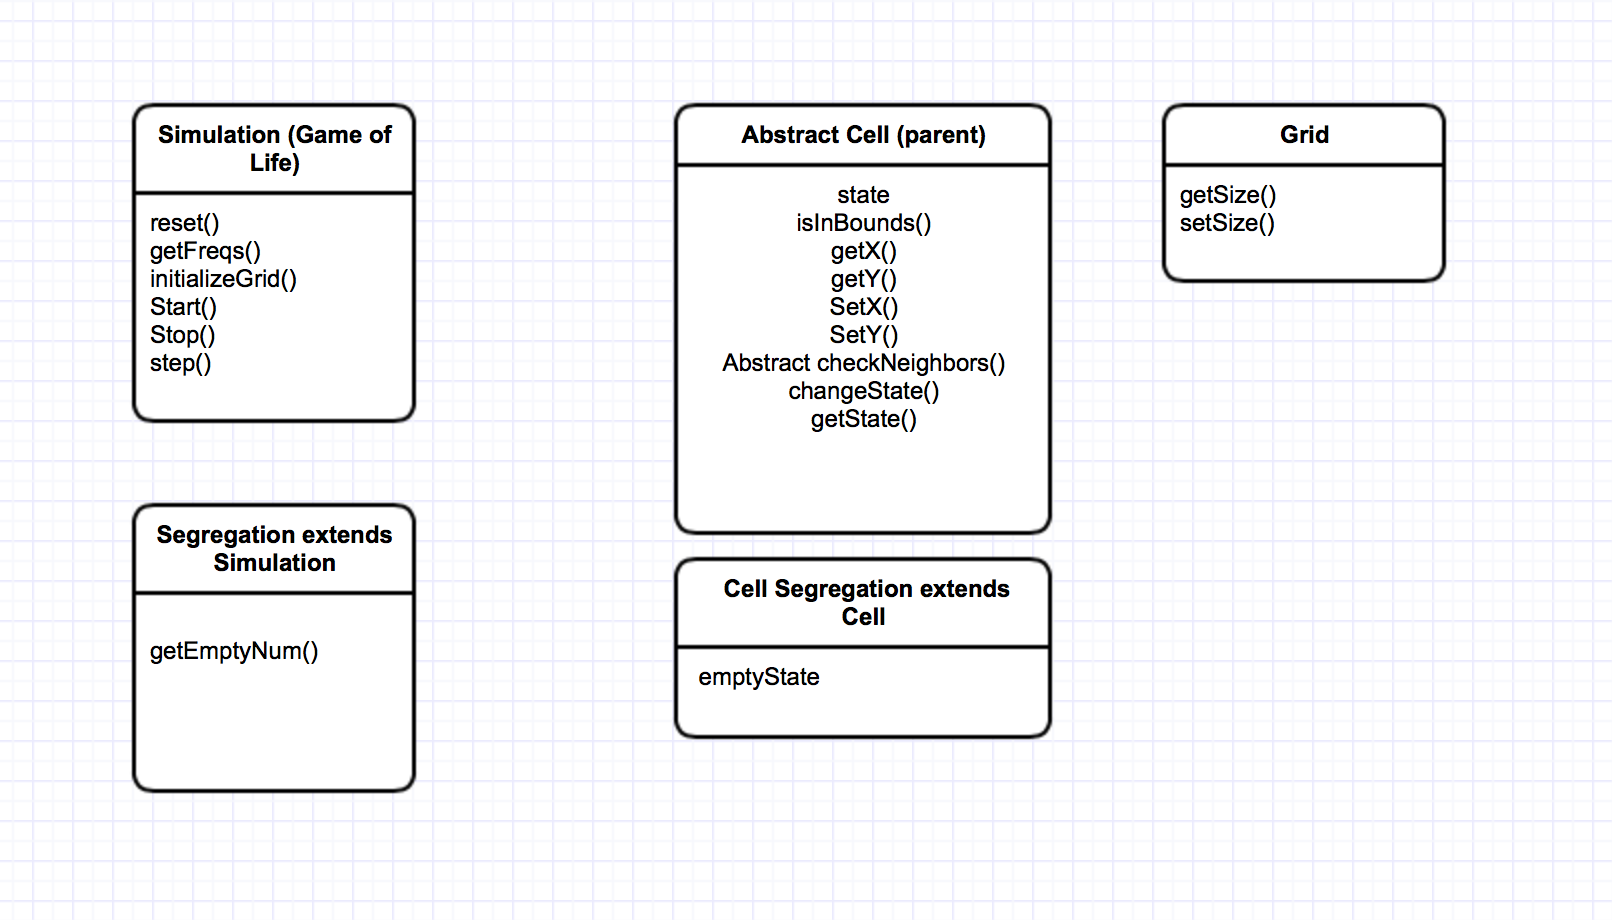 Simulation (Game of
Life)
reset()
getFreqs()
initializeGrid()
Start()
Stop()
step()
Segregation extends
Simulation
getEmptyNum()
Abstract Cell (parent)
state
isInBounds()
getX()
getY()
SetX()
SetY()
Abstract checkNeighbors()
changeState()
getState()
Cell Segregation extends
Cell
emptyState
Grid
getSize()
setSize()